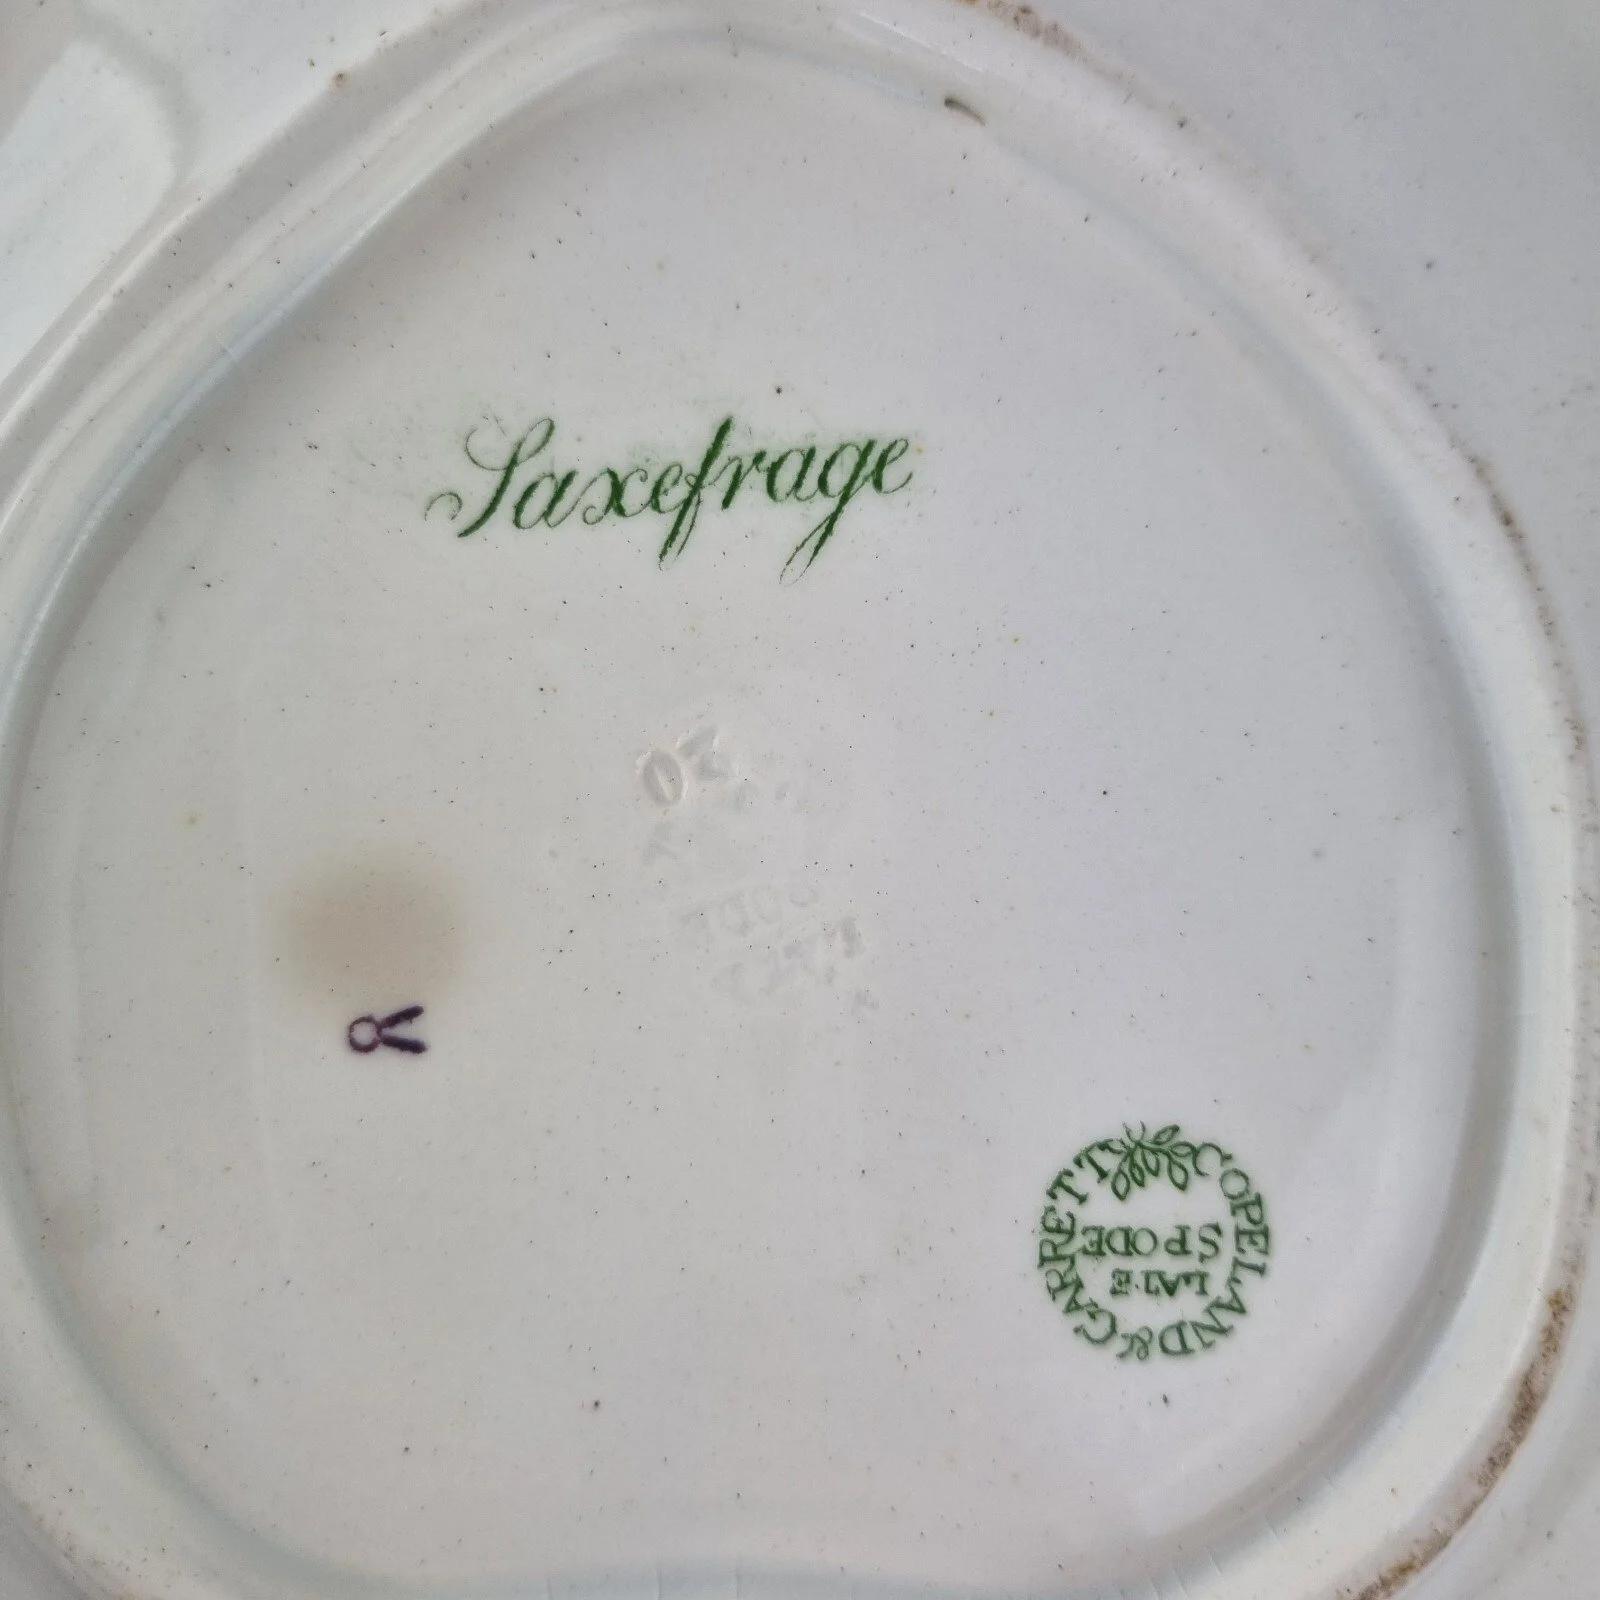 Saxefrage
COPELAND & GARRETT
LATE
SPODE